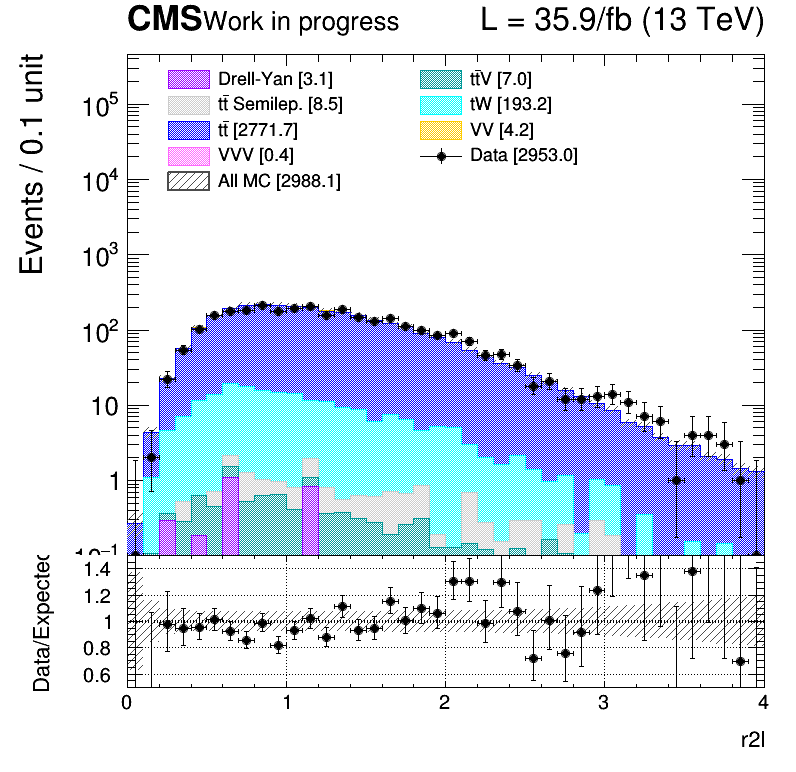 CMS Work in progress L = 35.9/fb (13 TeV)
Events / 0.1 unit
Drell-Yan [3.1] tt̄V [7.0]
tt̄ Semilep. [8.5] tW [193.2]
tt̄ [2771.7] VV [4.2]
VVV [0.4] Data [2953.0]
All MC [2988.1]
10⁵
10⁴
10³
10²
10
1
10⁻¹
Data/Expected
1.4
1.2
1
0.8
0.6
0 1 2 3 4
r2l